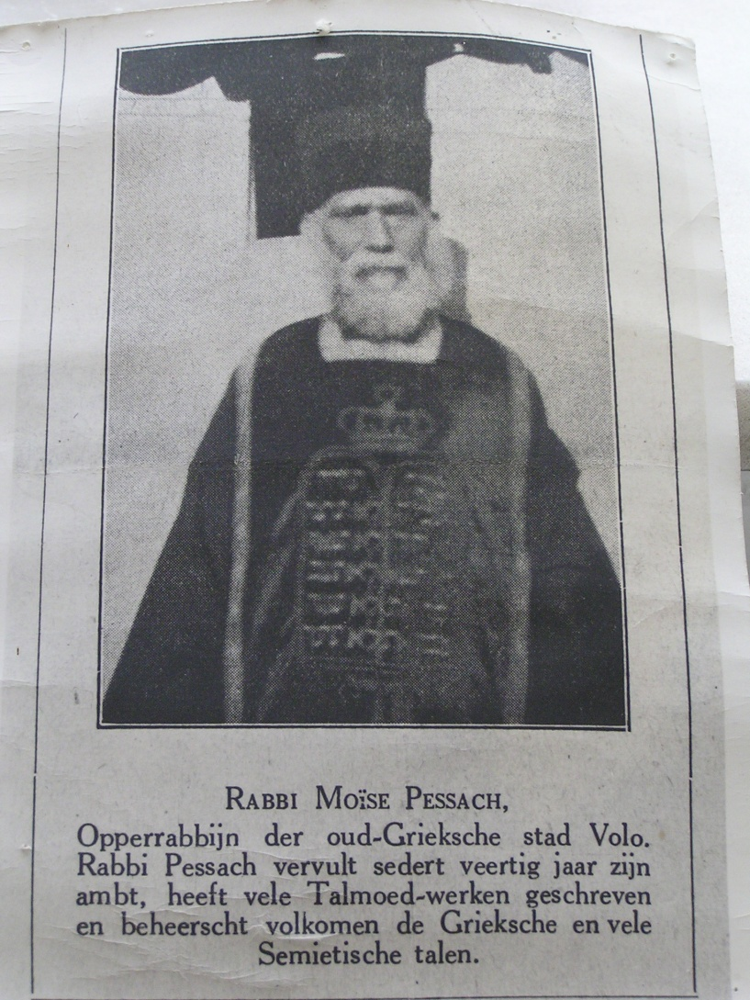 RABBI MOÏSE PESSACH,
Opperrabbijn der oud-Grieksche stad Volo.
Rabbi Pessach vervult sedert veertig jaar zijn
ambt, heeft vele Talmoed-werken geschreven
en beheerscht volkomen de Grieksche en vele
Semietische talen.